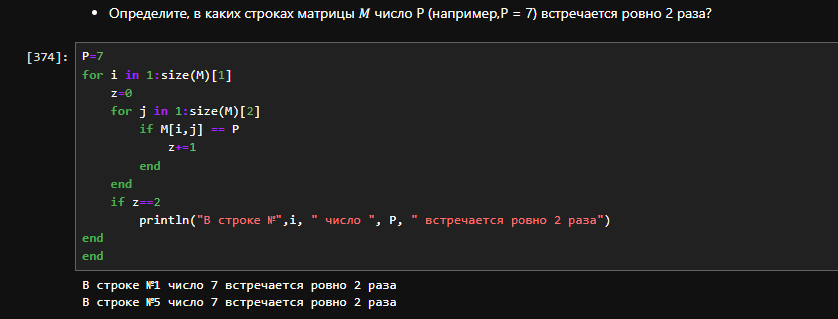 • Определите, в каких строках матрицы M число P (например,P = 7) встречается ровно 2 раза?
[374]: P=7
for i in 1:size(M)[1]
    z=0
    for j in 1:size(M)[2]
        if M[i,j] == P
            z+=1
        end
    end
    if z==2
        println("В строке №",i, " число ", P, " встречается ровно 2 раза")
end
end
В строке №1 число 7 встречается ровно 2 раза
В строке №5 число 7 встречается ровно 2 раза